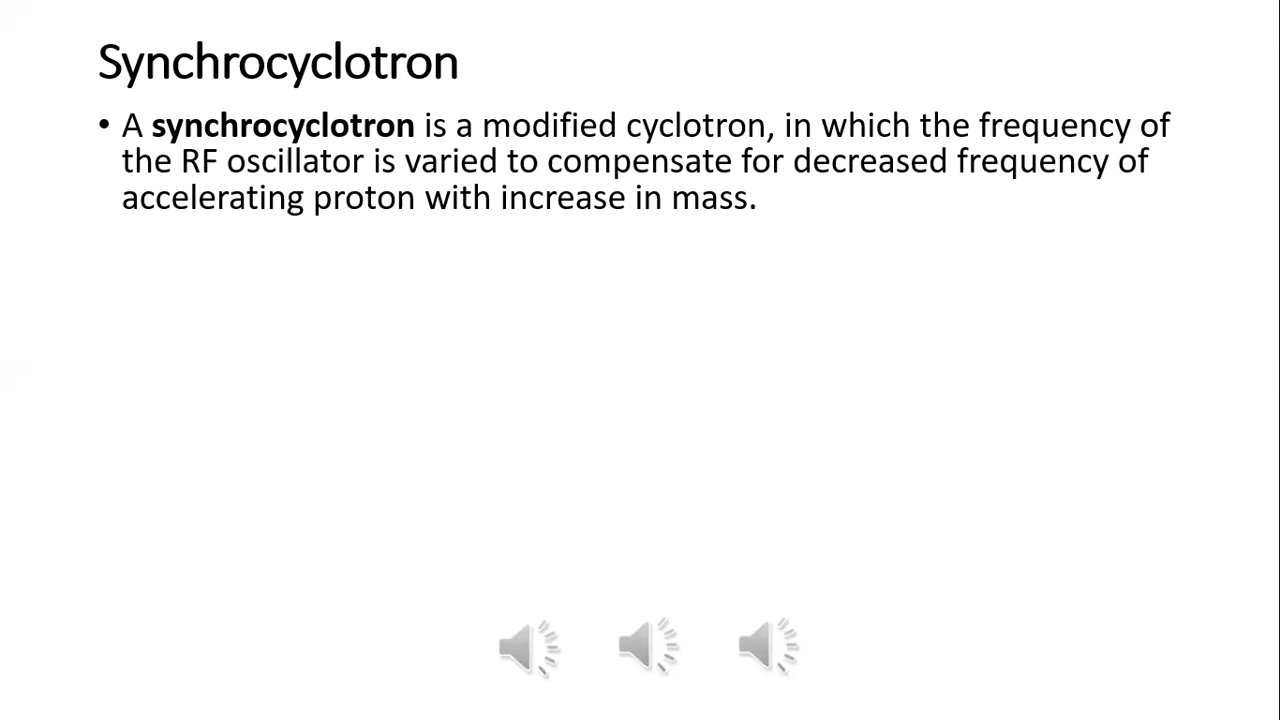 Synchrocyclotron
• A synchrocyclotron is a modified cyclotron, in which the frequency of
the RF oscillator is varied to compensate for decreased frequency of
accelerating proton with increase in mass.